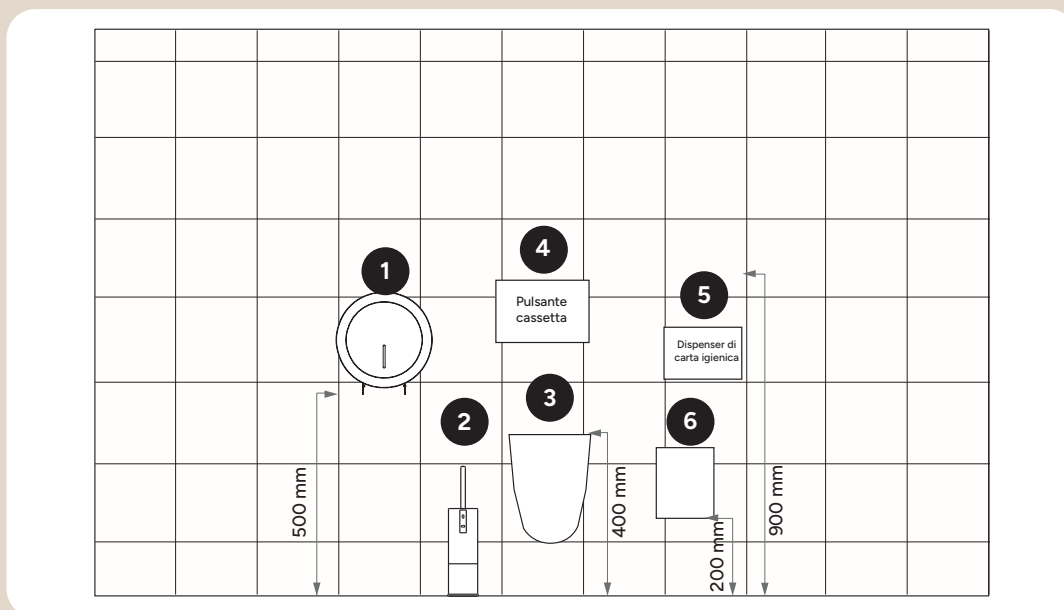 4
1
5
Pulsante
cassetta
Dispenser di
carta igienica
3
2
6
500 mm
400 mm
900 mm
200 mm